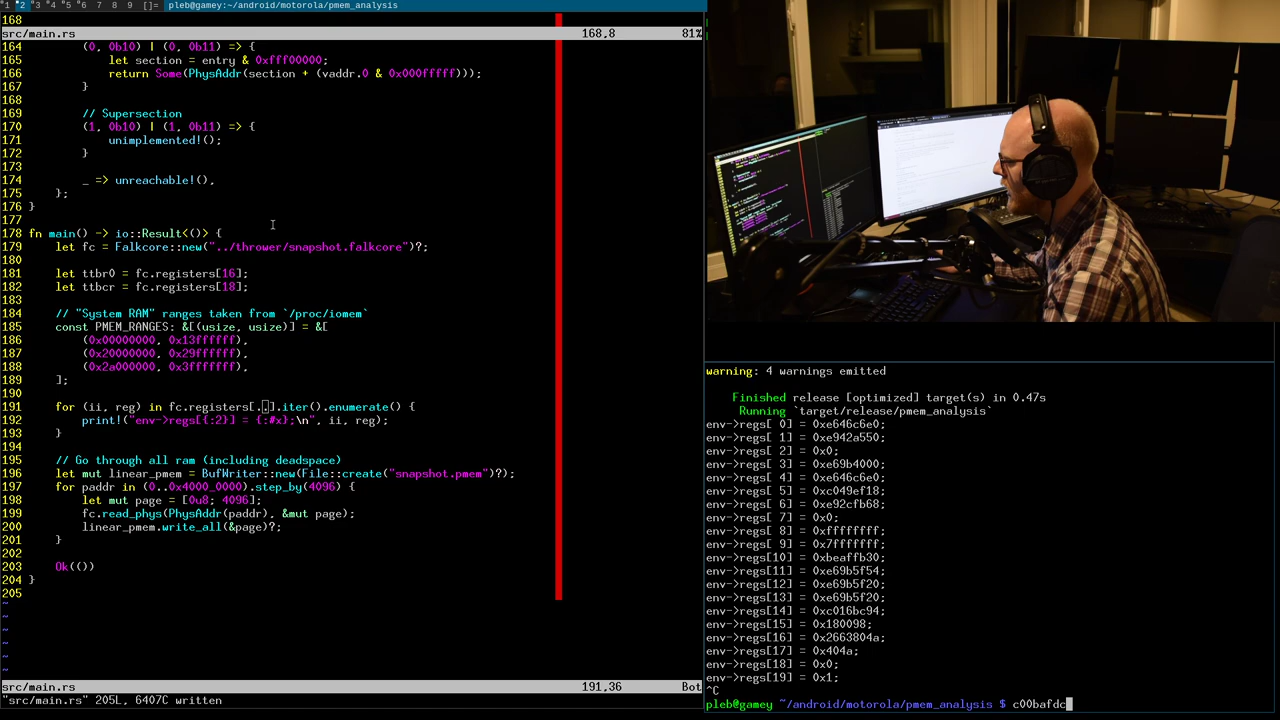 1 2 3 4 5 6 7 8 9 []= pleb@gamey:~/android/motorola/pmem_analysis
168
src/main.rs 168,8 81%
164         (0, 0b10) | (0, 0b11) => {
165             let section = entry & 0xfff00000;
166             return Some(PhysAddr(section + (vaddr.0 & 0x000fffff)));
167         }
168
169         // Supersection
170         (1, 0b10) | (1, 0b11) => {
171             unimplemented!();
172         }
173
174         _ => unreachable!(),
175     };
176 }
177
178 fn main() -> io::Result<()> {
179     let fc = Falkcore::new("../thrower/snapshot.falkcore")?;
180
181     let ttbr0 = fc.registers[16];
182     let ttbcr = fc.registers[18];
183
184     // "System RAM" ranges taken from `/proc/iomem`
185     const PMEM_RANGES: &[(usize, usize)] = &[
186         (0x00000000, 0x13ffffff),
187         (0x20000000, 0x29ffffff),
188         (0x2a000000, 0x3fffffff),
189     ];
190
191     for (ii, reg) in fc.registers[..].iter().enumerate() {
192         print!("env->regs[{:2}] = {:#x};\n", ii, reg);
193     }
194
195     // Go through all ram (including deadspace)
196     let mut linear_pmem = BufWriter::new(File::create("snapshot.pmem")?);
197     for paddr in (0..0x4000_0000).step_by(4096) {
198         let mut page = [0u8; 4096];
199         fc.read_phys(PhysAddr(paddr), &mut page);
200         linear_pmem.write_all(&page)?;
201     }
202
203     Ok(())
204 }
205
~
~
~
~
~
~
src/main.rs 191,36 Bot
"src/main.rs" 205L, 6407C written
warning: 4 warnings emitted
Finished release [optimized] target(s) in 0.47s
Running `target/release/pmem_analysis`
env->regs[ 0] = 0xe646c6e0;
env->regs[ 1] = 0xe942a550;
env->regs[ 2] = 0x0;
env->regs[ 3] = 0xe69b4000;
env->regs[ 4] = 0xe646c6e0;
env->regs[ 5] = 0xc049ef18;
env->regs[ 6] = 0xe92cfb68;
env->regs[ 7] = 0x0;
env->regs[ 8] = 0xffffffff;
env->regs[ 9] = 0x7fffffff;
env->regs[10] = 0xbeaffb30;
env->regs[11] = 0xe69b5f54;
env->regs[12] = 0xe69b5f20;
env->regs[13] = 0xe69b5f20;
env->regs[14] = 0xc016bc94;
env->regs[15] = 0x180098;
env->regs[16] = 0x2663804a;
env->regs[17] = 0x404a;
env->regs[18] = 0x0;
env->regs[19] = 0x1;
^C
pleb@gamey ~/android/motorola/pmem_analysis $ c00bafdc